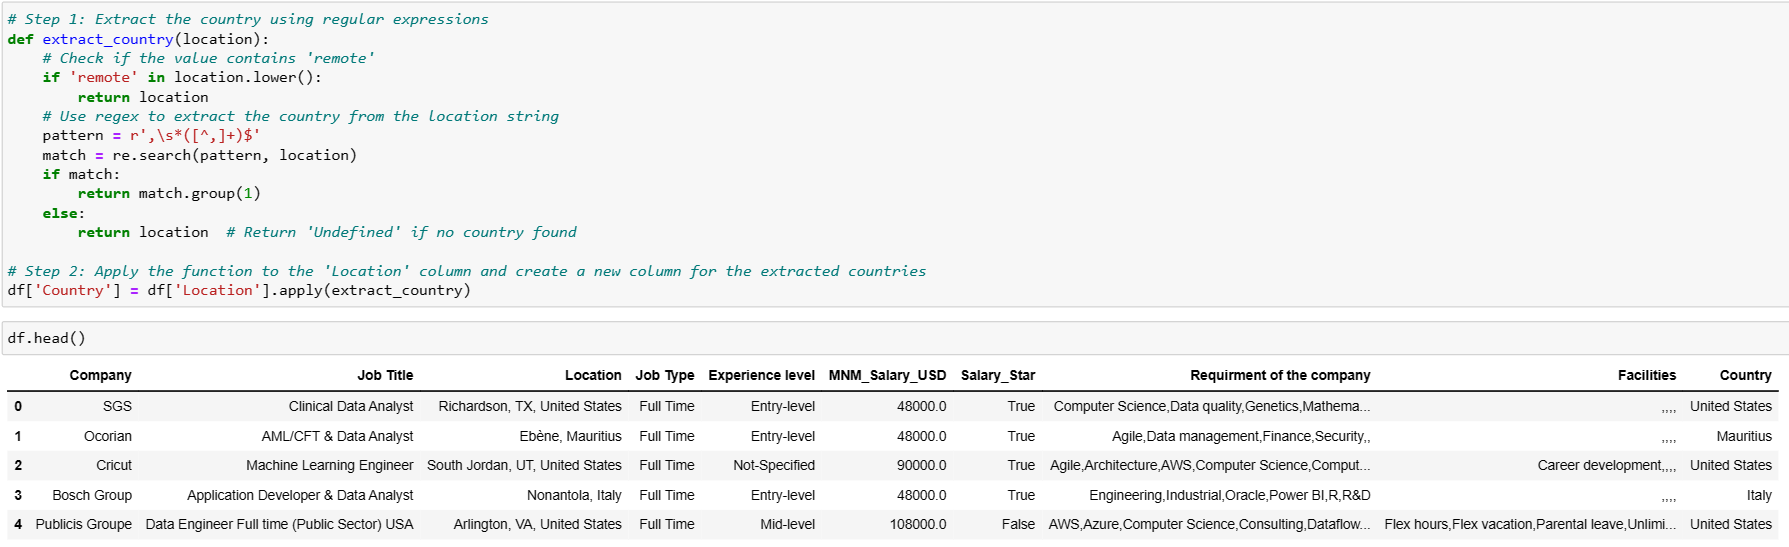 # Step 1: Extract the country using regular expressions
def extract_country(location):
    # Check if the value contains 'remote'
    if 'remote' in location.lower():
        return location
    # Use regex to extract the country from the location string
    pattern = r',\s*([^,]+)$'
    match = re.search(pattern, location)
    if match:
        return match.group(1)
    else:
        return location  # Return 'Undefined' if no country found
# Step 2: Apply the function to the 'Location' column and create a new column for the extracted countries
df['Country'] = df['Location'].apply(extract_country)
df.head()
Company Job Title Location Job Type Experience level MNM_Salary_USD Salary_Star Requirment of the company Facilities Country
0 SGS Clinical Data Analyst Richardson, TX, United States Full Time Entry-level 48000.0 True Computer Science,Data quality,Genetics,Mathema... ,,,, United States
1 Ocorian AML/CFT & Data Analyst Ebène, Mauritius Full Time Entry-level 48000.0 True Agile,Data management,Finance,Security,, ,,,, Mauritius
2 Cricut Machine Learning Engineer South Jordan, UT, United States Full Time Not-Specified 90000.0 True Agile,Architecture,AWS,Computer Science,Comput... Career development,,,, United States
3 Bosch Group Application Developer & Data Analyst Nonantola, Italy Full Time Entry-level 48000.0 True Engineering,Industrial,Oracle,Power BI,R,R&D ,,,, Italy
4 Publicis Groupe Data Engineer Full time (Public Sector) USA Arlington, VA, United States Full Time Mid-level 108000.0 False AWS,Azure,Computer Science,Consulting,Dataflow... Flex hours,Flex vacation,Parental leave,Unlimi... United States